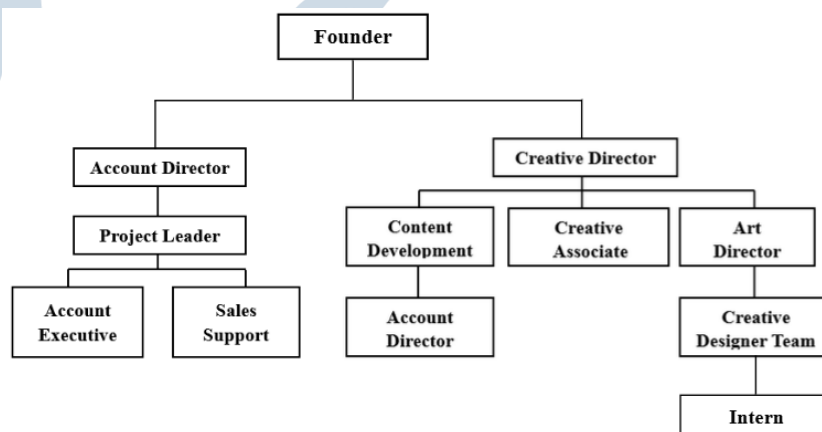 Founder
Account Director
Creative Director
Project Leader
Content
Development
Creative
Associate
Art
Director
Account
Executive
Sales
Support
Account
Director
Creative
Designer Team
Intern